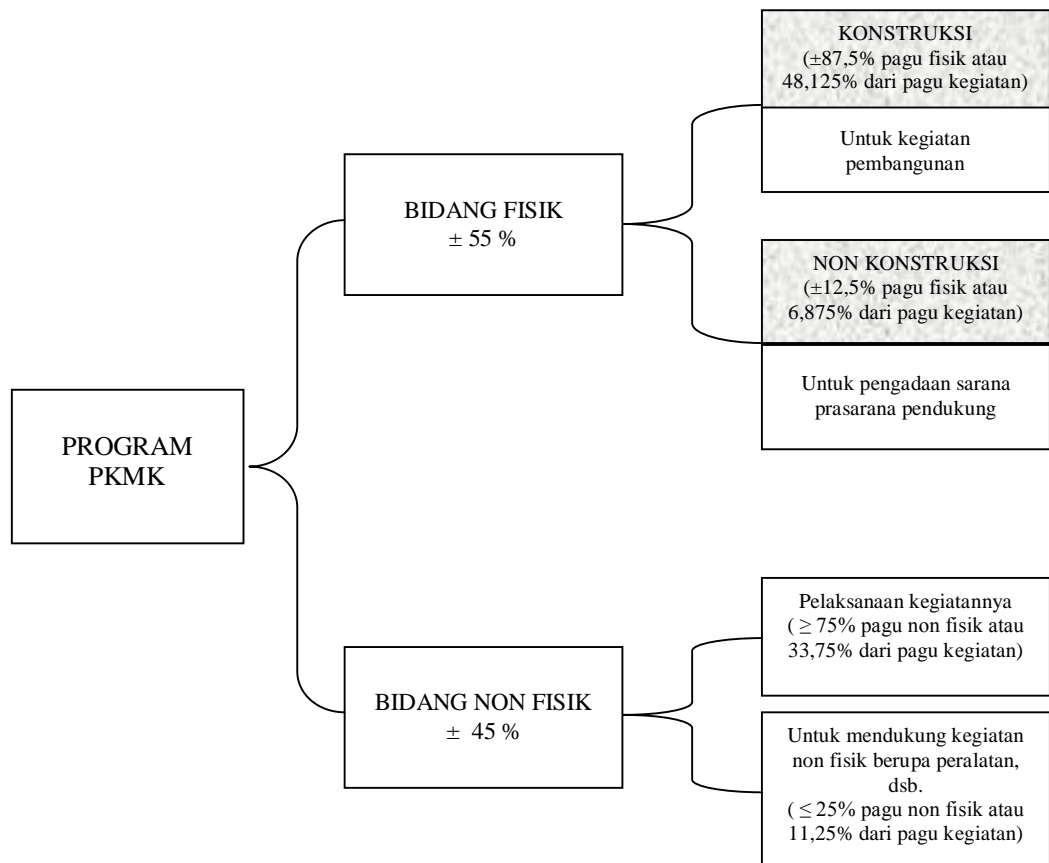 KONSTRUKSI
(±87,5% pagu fisik atau
48,125% dari pagu kegiatan)
Untuk kegiatan
pembangunan
BIDANG FISIK
± 55 %
NON KONSTRUKSI
(±12,5% pagu fisik atau
6,875% dari pagu kegiatan)
Untuk pengadaan sarana
prasarana pendukung
PROGRAM
PKMK
Pelaksanaan kegiatannya
( ≥ 75% pagu non fisik atau
33,75% dari pagu kegiatan)
BIDANG NON FISIK
± 45 %
Untuk mendukung kegiatan
non fisik berupa peralatan,
dsb.
( ≤ 25% pagu non fisik atau
11,25% dari pagu kegiatan)